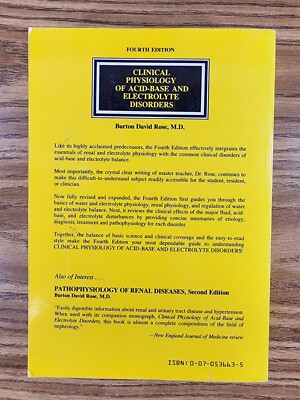 FOURTH EDITION
CLINICAL
PHYSIOLOGY
OF ACID-BASE AND
ELECTROLYTE
DISORDERS
Burton David Rose, M.D.
Like its highly acclaimed predecessors, the Fourth Edition effectively integrates the
essentials of renal and electrolyte physiology with the common clinical disorders of
acid-base and electrolyte balance.
Most importantly, the crystal clear writing of master teacher, Dr. Rose, continues to
make this difficult-to-understand subject readily accessible for the student, resident,
or clinician.
Now fully revised and expanded, the Fourth Edition first guides you through the
basics of water and electrolyte physiology, renal physiology, and regulation of water
and electrolyte balance. Next, it reviews the clinical effects of the major fluid, acid-
base, and electrolyte disturbances by providing concise summaries of etiology,
diagnosis, treatment and pathophysiology for each disorder.
Together, the balance of basic science and clinical coverage and the easy-to-read
style make the Fourth Edition your most dependable guide to understanding
CLINICAL PHYSIOLOGY OF ACID-BASE AND ELECTROLYTE DISORDERS!
Also of Interest . . . .
PATHOPHYSIOLOGY OF RENAL DISEASES, Second Edition
Burton David Rose, M.D.
"Easily digestible information about renal and urinary tract disease and hypertension.
When used with its companion monograph, Clinical Physiology of Acid-Base and
Electrolyte Disorders, this book is almost a complete compendium of the field of
nephrology."
—New England Journal of Medicine review
ISBN: 0-07-053663-5